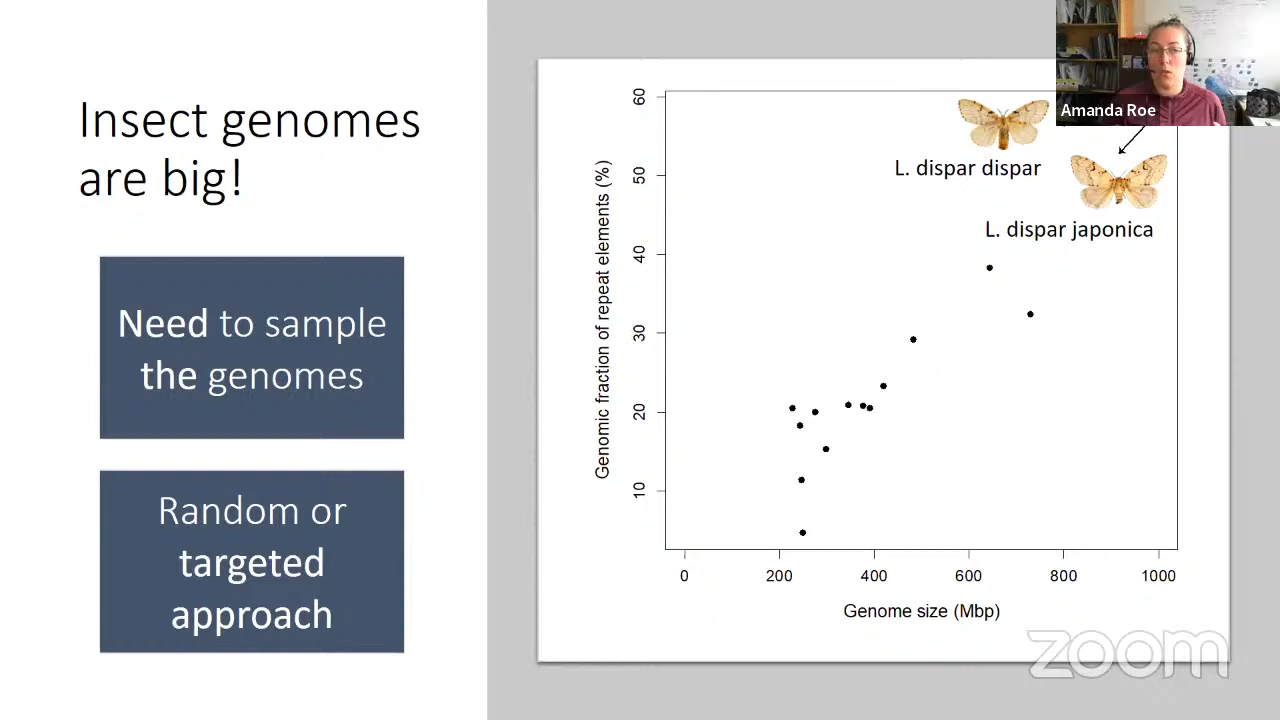 Insect genomes
are big!
Need to sample
the genomes
Random or
targeted
approach
Amanda Roe
L. dispar dispar
L. dispar japonica
Genomic fraction of repeat elements (%)
60
50
40
30
20
10
0 200 400 600 800 1000
Genome size (Mbp)
zoom